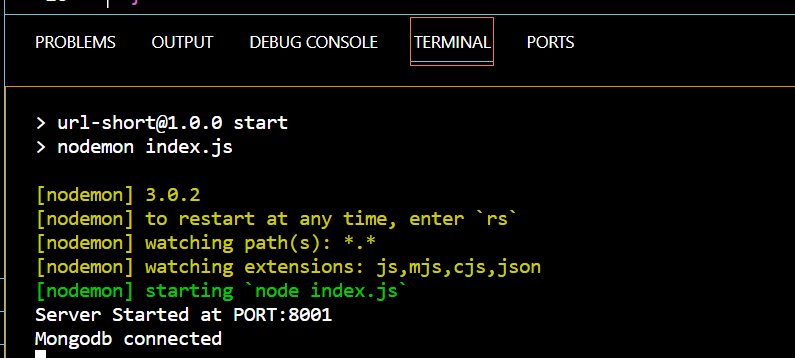 PROBLEMS OUTPUT DEBUG CONSOLE TERMINAL PORTS
> url-short@1.0.0 start
> nodemon index.js
[nodemon] 3.0.2
[nodemon] to restart at any time, enter `rs`
[nodemon] watching path(s): *.*
[nodemon] watching extensions: js,mjs,cjs,json
[nodemon] starting `node index.js`
Server Started at PORT:8001
Mongodb connected